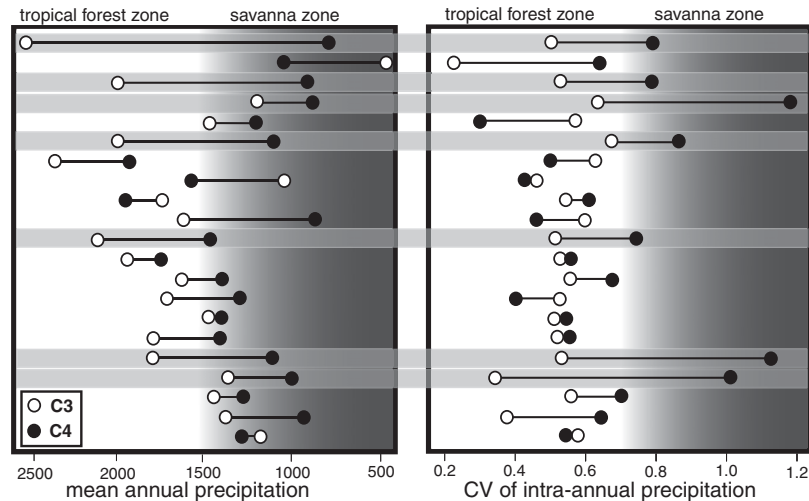 tropical forest zone savanna zone
C3
C4
2500 2000 1500 1000 500
mean annual precipitation
tropical forest zone savanna zone
0.2 0.4 0.6 0.8 1.0 1.2
CV of intra-annual precipitation